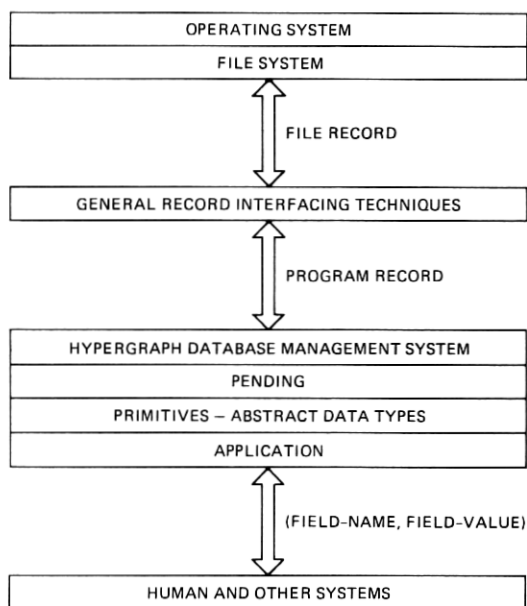 OPERATING SYSTEM
FILE SYSTEM
FILE RECORD
GENERAL RECORD INTERFACING TECHNIQUES
PROGRAM RECORD
HYPERGRAPH DATABASE MANAGEMENT SYSTEM
PENDING
PRIMITIVES – ABSTRACT DATA TYPES
APPLICATION
(FIELD-NAME, FIELD-VALUE)
HUMAN AND OTHER SYSTEMS